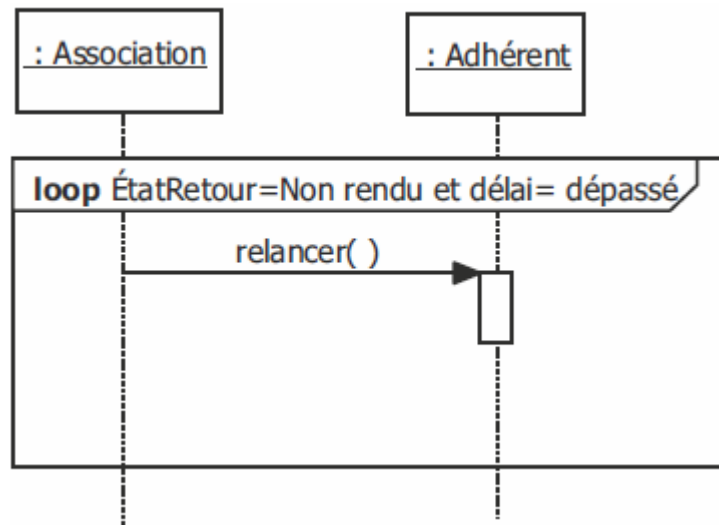 : Association
: Adhérent
loop ÉtatRetour=Non rendu et délai= dépassé
relancer( )